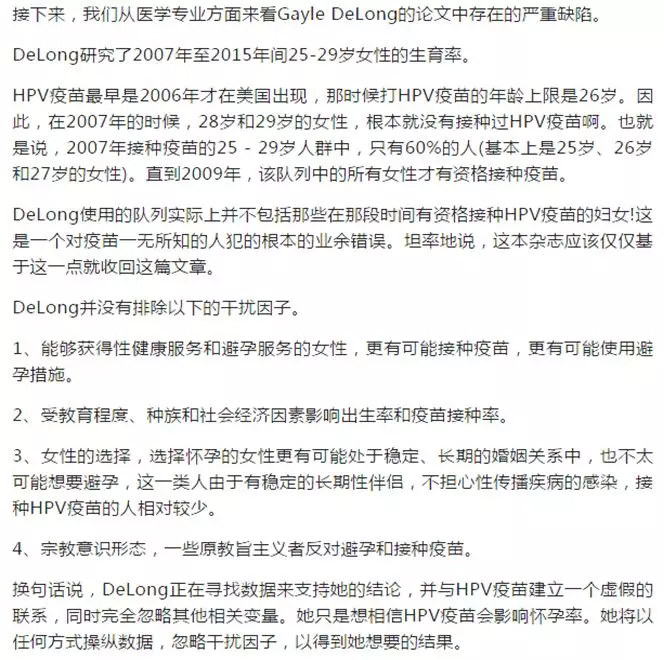 接下来，我们从医学专业方面来看Gayle DeLong的论文中存在的严重缺陷。
DeLong研究了2007年至2015年间25-29岁女性的生育率。
HPV疫苗最早是2006年才在美国出现，那时候打HPV疫苗的年龄上限是26岁。因
此，在2007年的时候，28岁和29岁的女性，根本就没有接种过HPV疫苗啊。也就
是说，2007年接种疫苗的25 - 29岁人群中，只有60%的人(基本上是25岁、26岁
和27岁的女性)。直到2009年，该队列中的所有女性才有资格接种疫苗。
DeLong使用的队列实际上并不包括那些在那段时间有资格接种HPV疫苗的妇女!这
是一个对疫苗一无所知的人犯的根本的业余错误。坦率地说，这本杂志应该仅仅基
于这一点就收回这篇文章。
DeLong并没有排除以下的干扰因子。
1、能够获得性健康服务和避孕服务的女性，更有可能接种疫苗，更有可能使用避
孕措施。
2、受教育程度、种族和社会经济因素影响出生率和疫苗接种率。
3、女性的选择，选择怀孕的女性更有可能处于稳定、长期的婚姻关系中，也不太
可能想要避孕，这一类人由于有稳定的长期性伴侣，不担心性传播疾病的感染，接
种HPV疫苗的人相对较少。
4、宗教意识形态，一些原教旨主义者反对避孕和接种疫苗。
换句话说，DeLong正在寻找数据来支持她的结论，并与HPV疫苗建立一个虚假的
联系，同时完全忽略其他相关变量。她只是想相信HPV疫苗会影响怀孕率。她将以
任何方式操纵数据，忽略干扰因子，以得到她想要的结果。